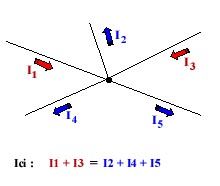 I2
I3
I1
I4
I5
Ici : I1 + I3 = I2 + I4 + I5